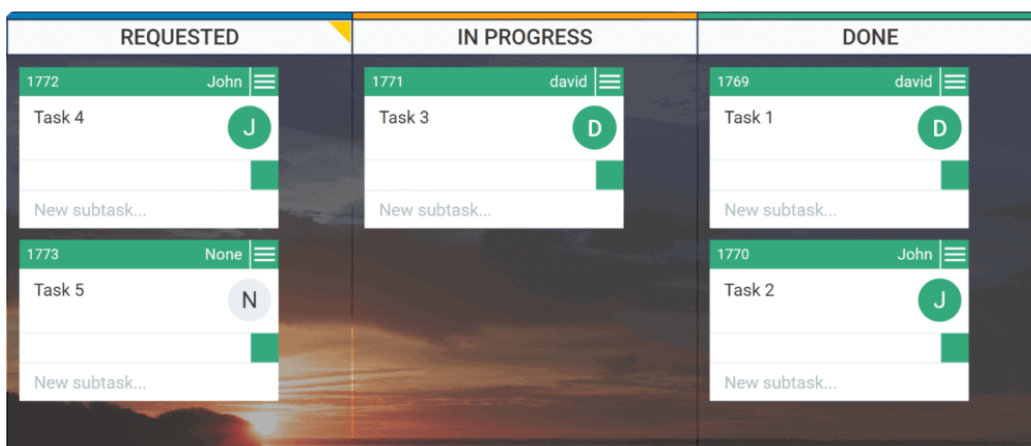 REQUESTED
IN PROGRESS
DONE
1772 John
Task 4
J
New subtask...
1773 None
Task 5
N
New subtask...
1771 david
Task 3
D
New subtask...
1769 david
Task 1
D
New subtask...
1770 John
Task 2
J
New subtask...